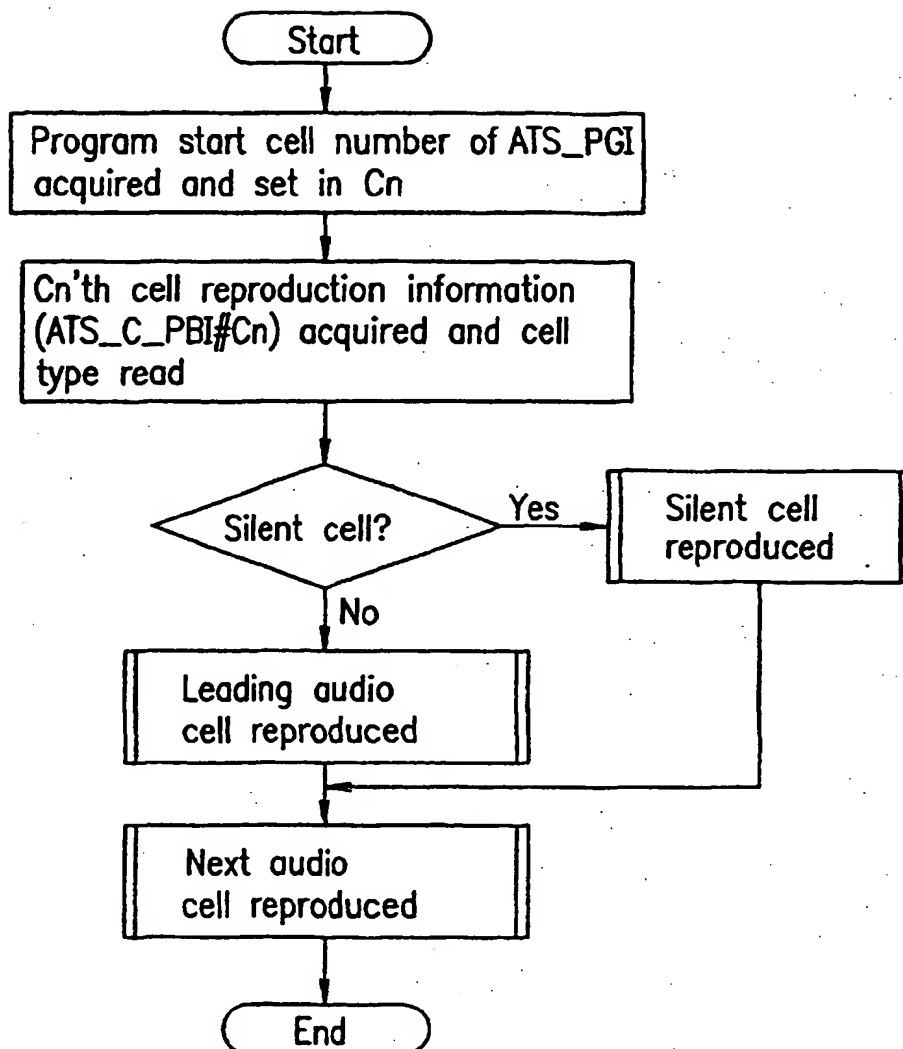 Start
Program start cell number of ATS_PGI
acquired and set in Cn
Cn'th cell reproduction information
(ATS_C_PBI#Cn) acquired and cell
type read
Silent cell?
Yes
Silent cell
reproduced
No
Leading audio
cell reproduced
Next audio
cell reproduced
End